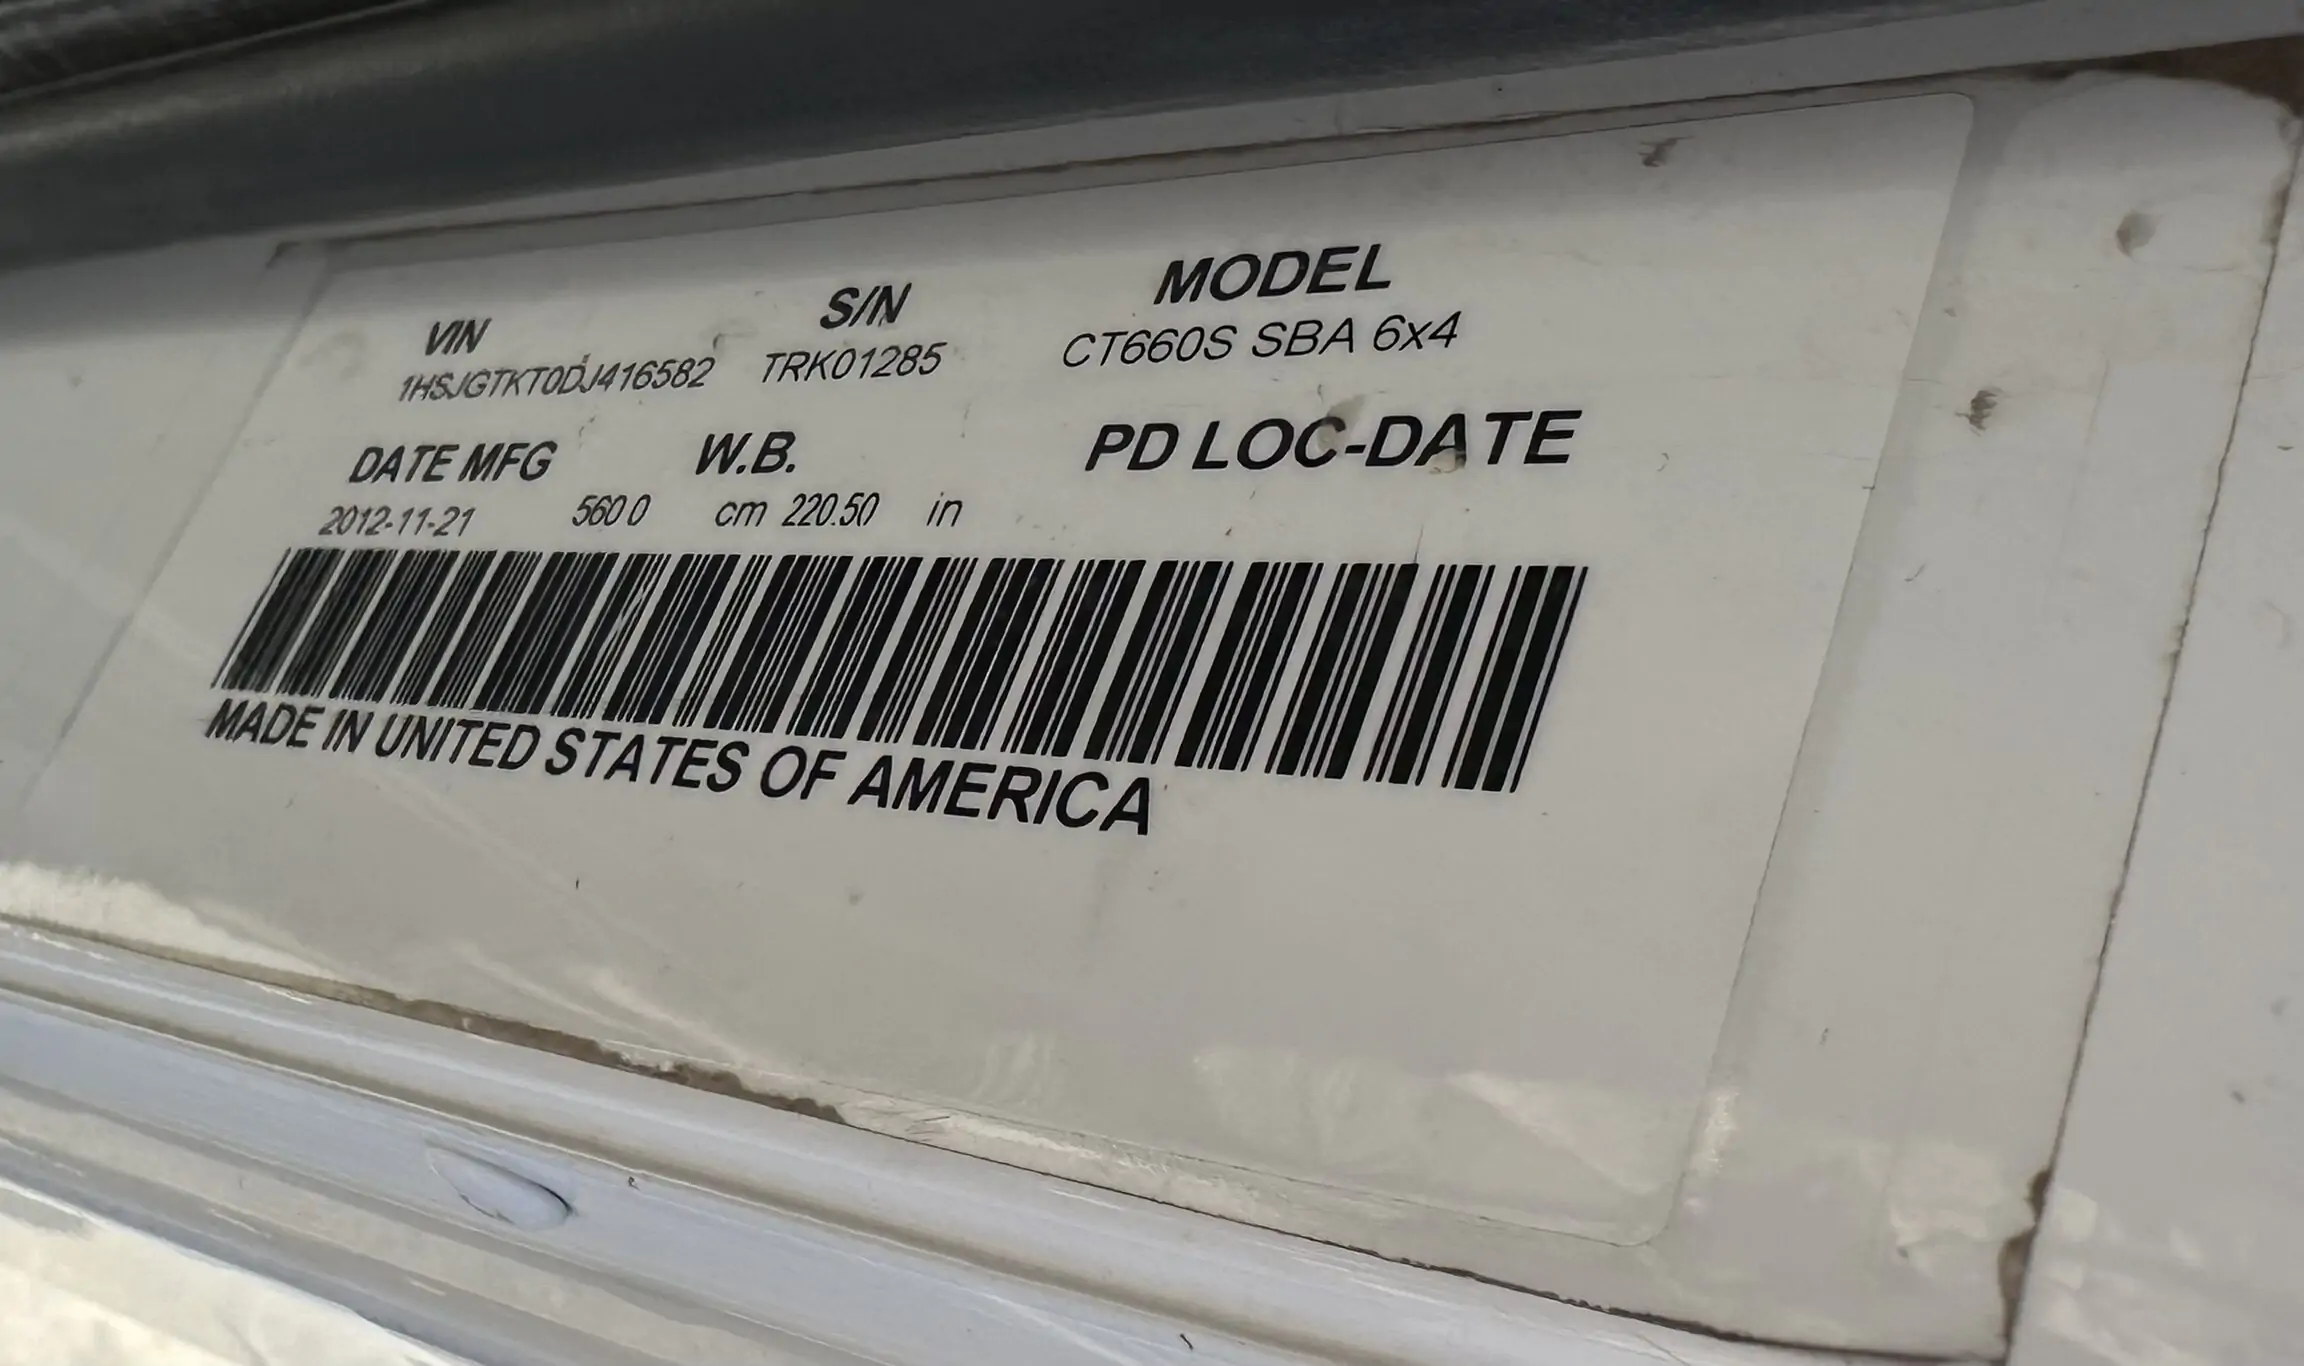 VIN S/N MODEL
1HSJGTKT0DJ416582 TRK01285 CT660S SBA 6x4
DATE MFG W.B. PD LOC-DATE
2012-11-21 560 0 cm 220.50 in
MADE IN UNITED STATES OF AMERICA